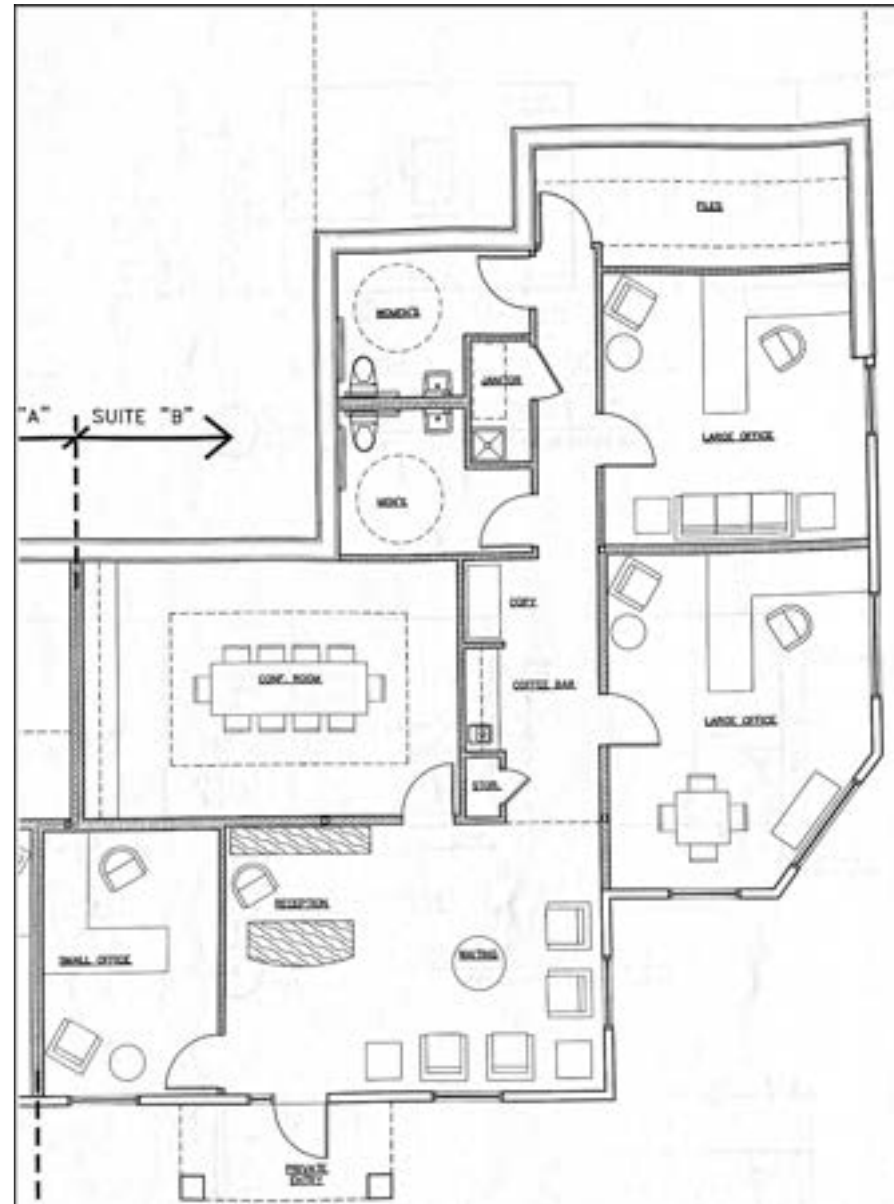 FILES
WOMEN'S
JANITOR
"A"
SUITE "B"
LARGE OFFICE
MEN'S
COPY
CONF. ROOM
COFFEE BAR
LARGE OFFICE
STOR.
RECEPTION
WAITING
SMALL OFFICE
PRIVATE
ENTRY